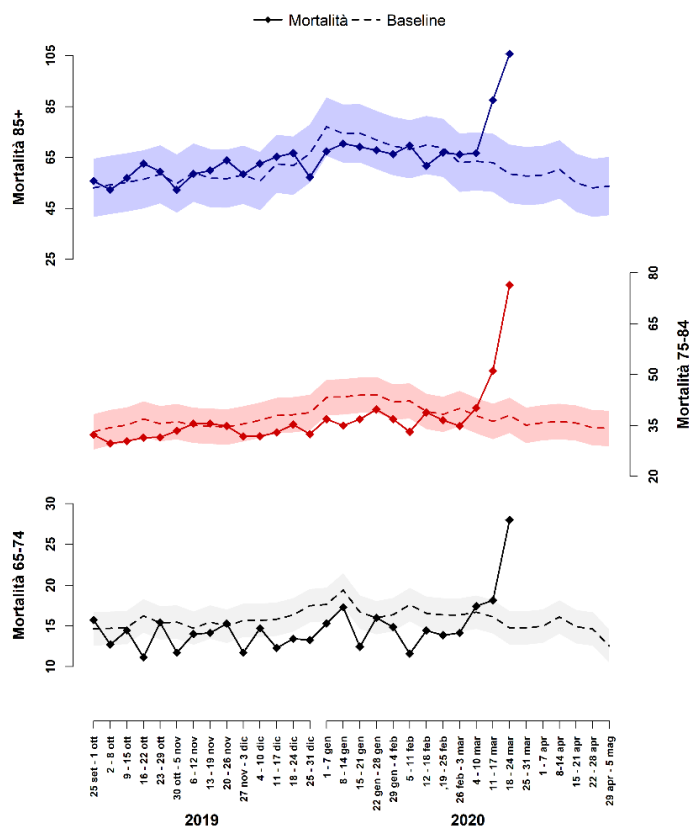 Mortalità Baseline
Mortalità 85+
105
85
65
45
25
Mortalità 75-84
80
65
50
35
20
Mortalità 65-74
30
25
20
15
10
25 set - 1 ott
2 - 8 ott
9 - 15 ott
16 - 22 ott
23 - 29 ott
30 ott - 5 nov
6 - 12 nov
13 - 19 nov
20 - 26 nov
27 nov - 3 dic
4 - 10 dic
11 - 17 dic
18 - 24 dic
25 - 31 dic
1 - 7 gen
8 - 14 gen
15 - 21 gen
22 gen - 28 gen
29 gen - 4 feb
5 - 11 feb
12 - 18 feb
,19 - 25 feb
26 feb - 3 mar
4 - 10 mar
11 - 17 mar
18 - 24 mar
25 - 31 mar
1 - 7 apr
8-14 apr
15 - 21 apr
22 - 28 apr
29 apr - 5 mag
2019 2020